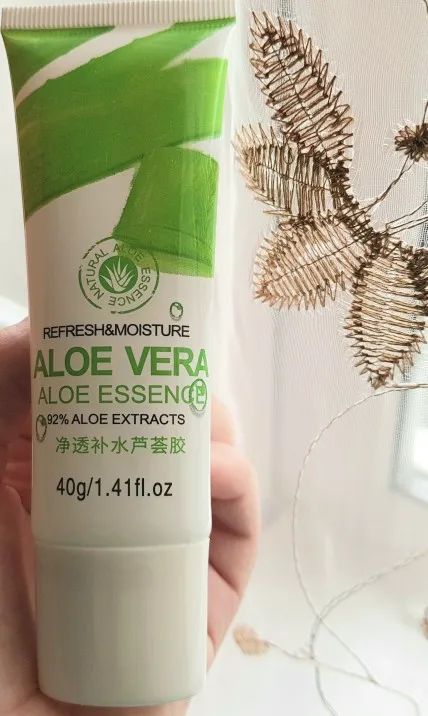 NATURAL ALOE ESSENCE
REFRESH&MOISTURE
ALOE VERA
ALOE ESSENCE
92% ALOE EXTRACTS
净透补水芦荟胶
40g/1.41fl.oz